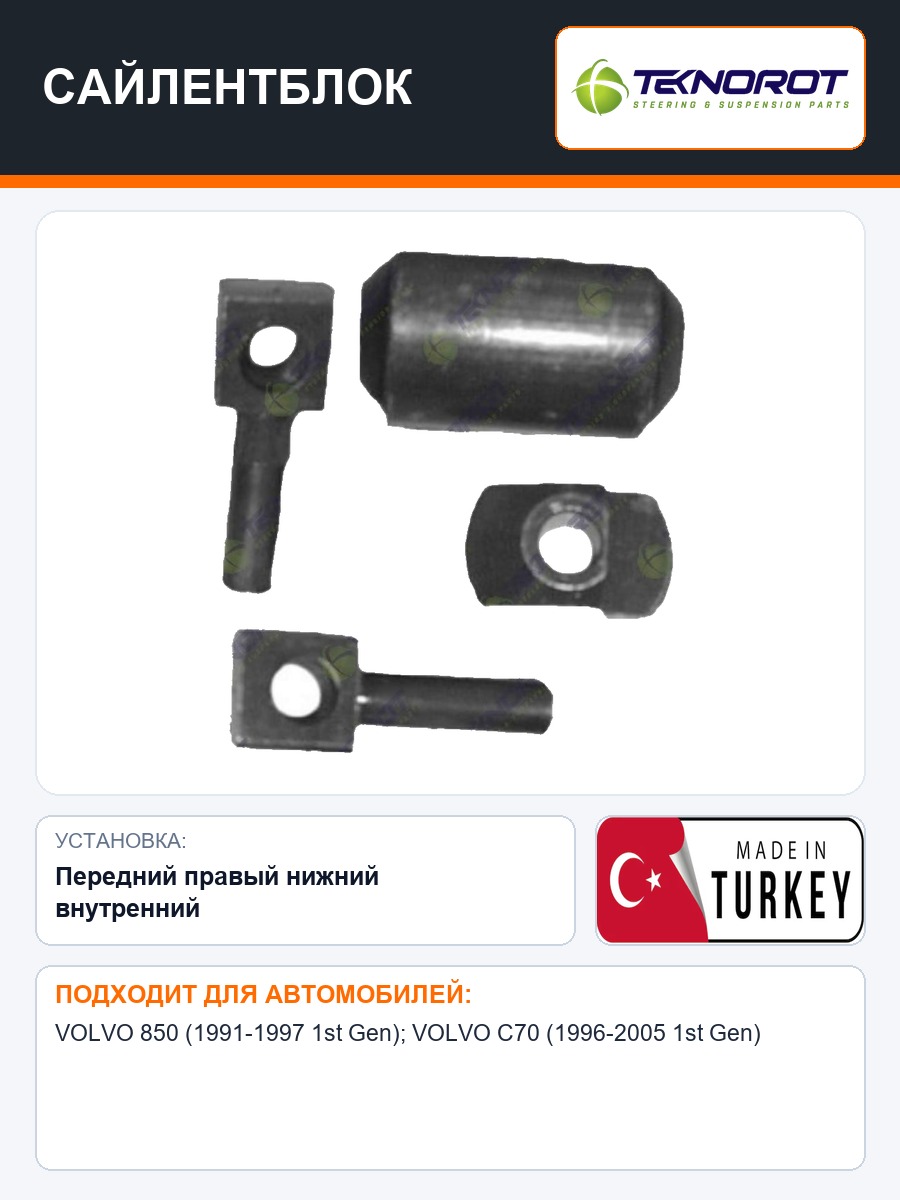 САЙЛЕНТБЛОК
TEKNOROT
STEERING & SUSPENSION PARTS
УСТАНОВКА:
Передний правый нижний
внутренний
MADE IN
TURKEY
ПОДХОДИТ ДЛЯ АВТОМОБИЛЕЙ:
VOLVO 850 (1991-1997 1st Gen); VOLVO C70 (1996-2005 1st Gen)